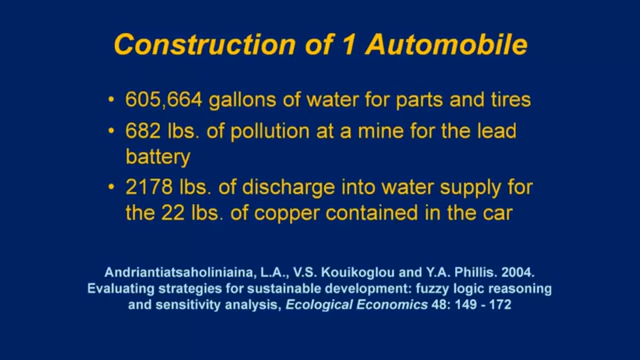 Construction of 1 Automobile
• 605,664 gallons of water for parts and tires
• 682 lbs. of pollution at a mine for the lead
battery
• 2178 lbs. of discharge into water supply for
the 22 lbs. of copper contained in the car
Andriantiatsaholiniaina, L.A., V.S. Kouikoglou and Y.A. Phillis. 2004.
Evaluating strategies for sustainable development: fuzzy logic reasoning
and sensitivity analysis, Ecological Economics 48: 149 - 172